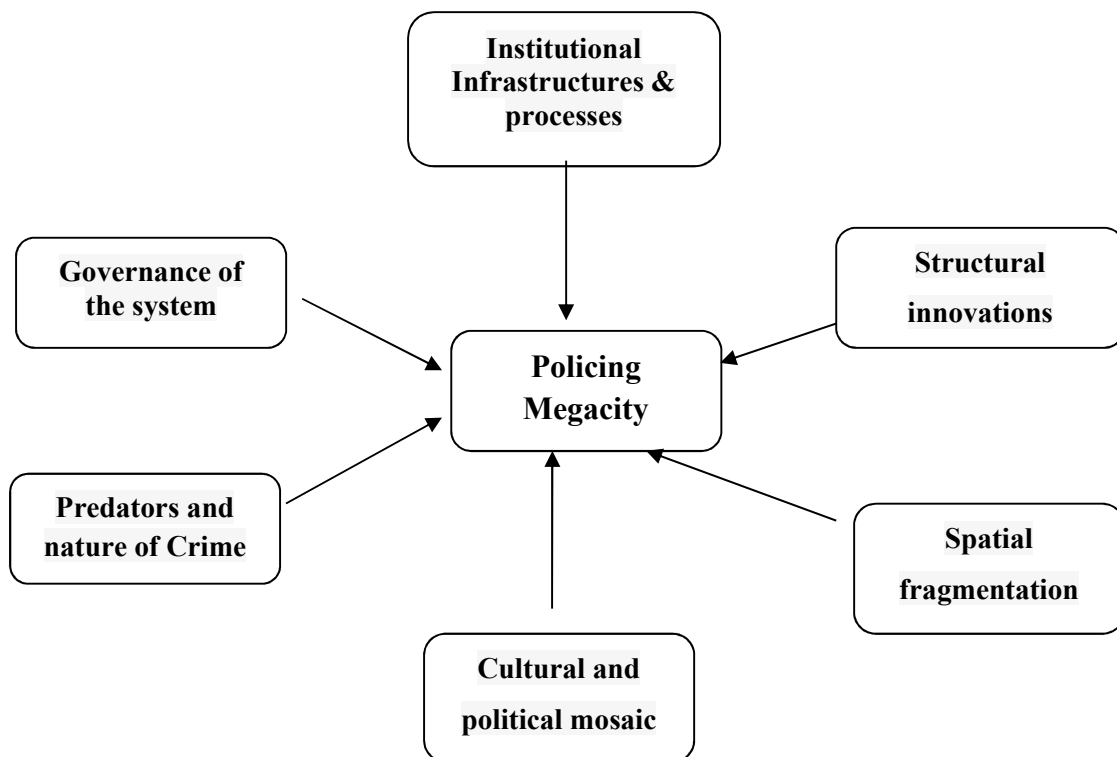 Institutional
Infrastructures &
processes
Governance of
the system
Structural
innovations
Policing
Megacity
Predators and
nature of Crime
Spatial
fragmentation
Cultural and
political mosaic